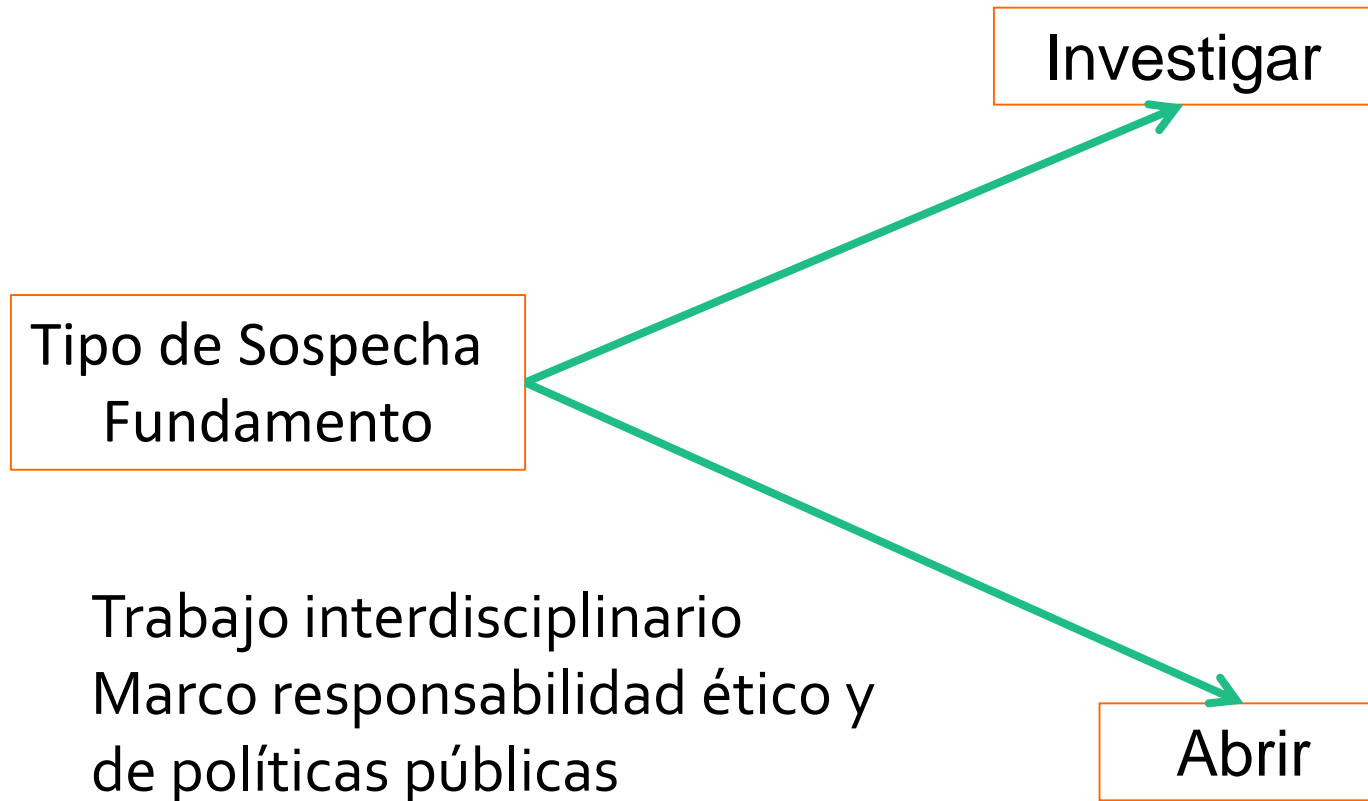 Investigar
Tipo de Sospecha
Fundamento
Trabajo interdisciplinario
Marco responsabilidad ético y
de políticas públicas
Abrir